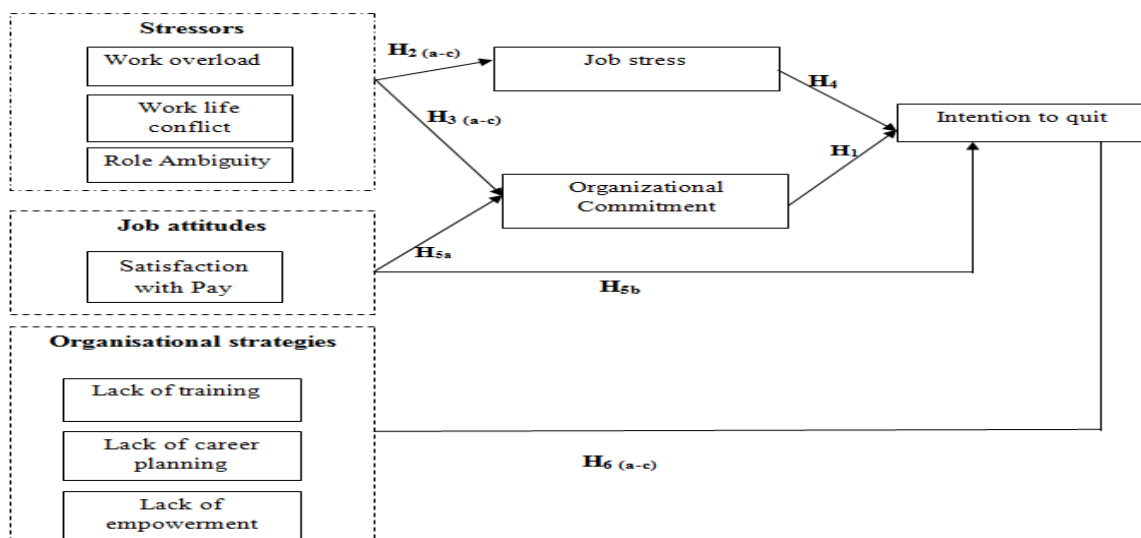 Stressors
Work overload
Work life
conflict
Role Ambiguity
H2 (a-c)
H3 (a-c)
Job stress
H4
Intention to quit
H1
Organizational
Commitment
Job attitudes
Satisfaction
with Pay
H5a
H5b
Organisational strategies
Lack of training
Lack of career
planning
Lack of
empowerment
H6 (a-c)